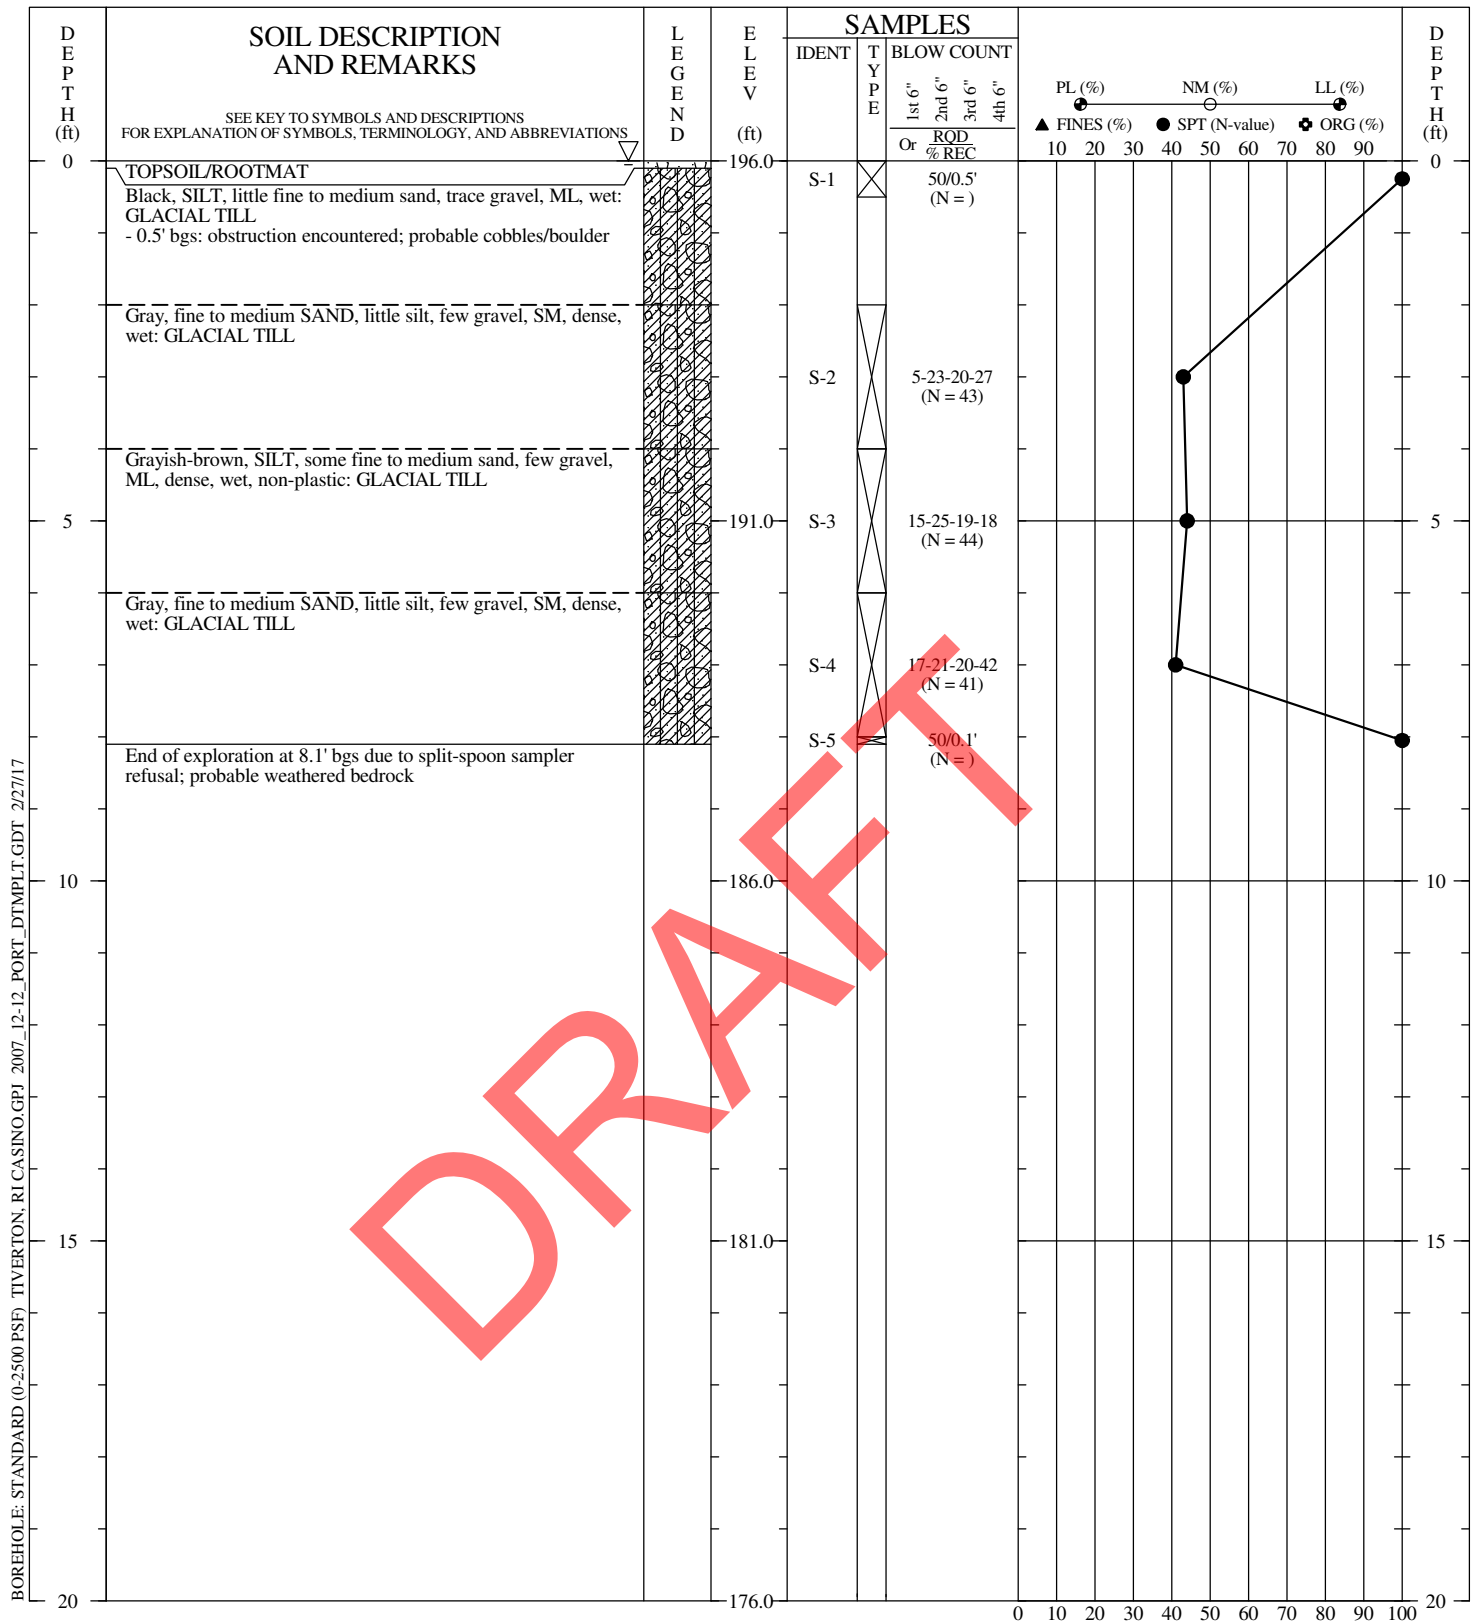 DEPTH (ft)
SOIL DESCRIPTION
AND REMARKS
SEE KEY TO SYMBOLS AND DESCRIPTIONS
FOR EXPLANATION OF SYMBOLS, TERMINOLOGY, AND ABBREVIATIONS
LEGEND
ELEV (ft)
SAMPLES
IDENT
TYPE
BLOW COUNT
1st 6"
2nd 6"
3rd 6"
4th 6"
Or RQD
% REC
PL (%) NM (%) LL (%)
FINES (%) SPT (N-value) ORG (%)
10 20 30 40 50 60 70 80 90
DEPTH (ft)
0
TOPSOIL/ROOTMAT
Black, SILT, little fine to medium sand, trace gravel, ML, wet:
GLACIAL TILL
- 0.5' bgs: obstruction encountered; probable cobbles/boulder
196.0
S-1
50/0.5'
(N = )
0
Gray, fine to medium SAND, little silt, few gravel, SM, dense,
wet: GLACIAL TILL
S-2
5-23-20-27
(N = 43)
Grayish-brown, SILT, some fine to medium sand, few gravel,
ML, dense, wet, non-plastic: GLACIAL TILL
5
191.0
S-3
15-25-19-18
(N = 44)
5
Gray, fine to medium SAND, little silt, few gravel, SM, dense,
wet: GLACIAL TILL
S-4
17-21-20-42
(N = 41)
S-5
50/0.1'
(N = )
End of exploration at 8.1' bgs due to split-spoon sampler
refusal; probable weathered bedrock
10
186.0
10
15
181.0
15
20
176.0
20
0 10 20 30 40 50 60 70 80 90 100
DRAFT
BOREHOLE: STANDARD (0-2500 PSF) TIVERTON, RI CASINO.GPJ 2007_12-12_PORT_DTMPLT.GDT 2/27/17